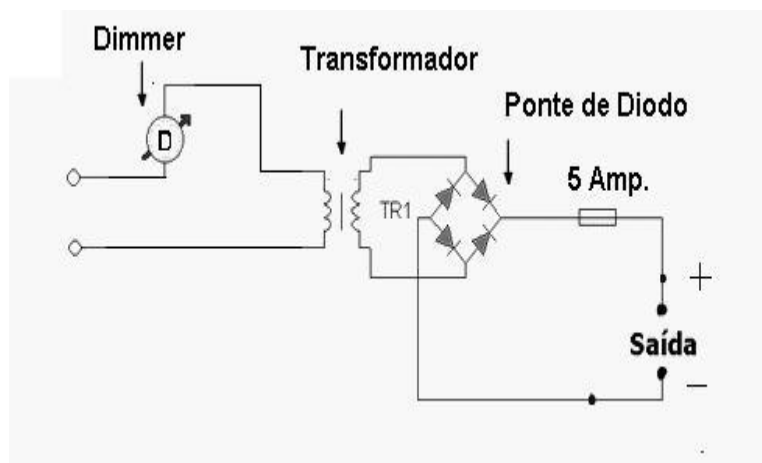 Dimmer
Transformador
Ponte de Diodo
D
5 Amp.
TR1
+
Saída
−